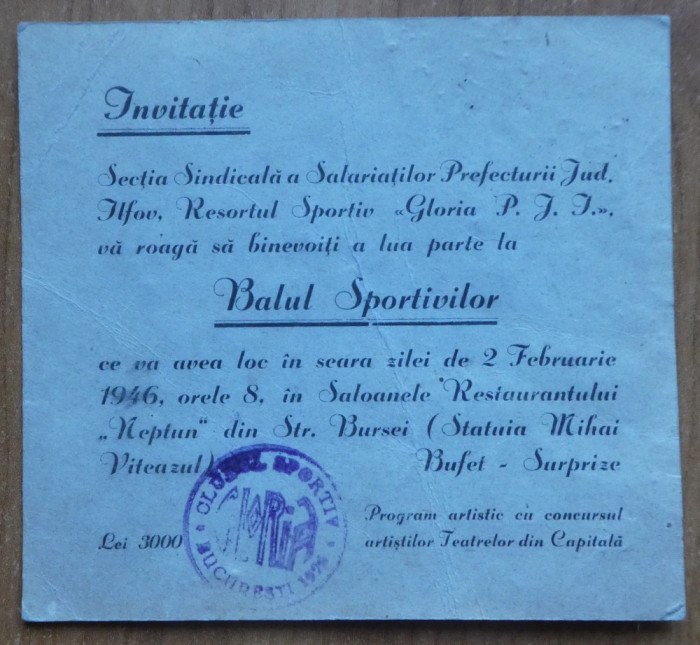 Invitație
Secția Sindicală a Salariaților Prefecturii Jud.
Ilfov, Resortul Sportiv «Gloria P. J. I.»,
vă roagă să binevoiți a lua parte la
Balul Sportivilor
ce va avea loc în seara zilei de 2 Februarie
1946, orele 8, în Saloanele Restaurantului
„Neptun“ din Str. Bursei (Statuia Mihai
Viteazul) Bufet - Surprize
Lei 3000
Program artistic cu concursul
artiștilor Teatrelor din Capitală
CLUBUL SPORTIV
GLORIA
BUCUREȘTI